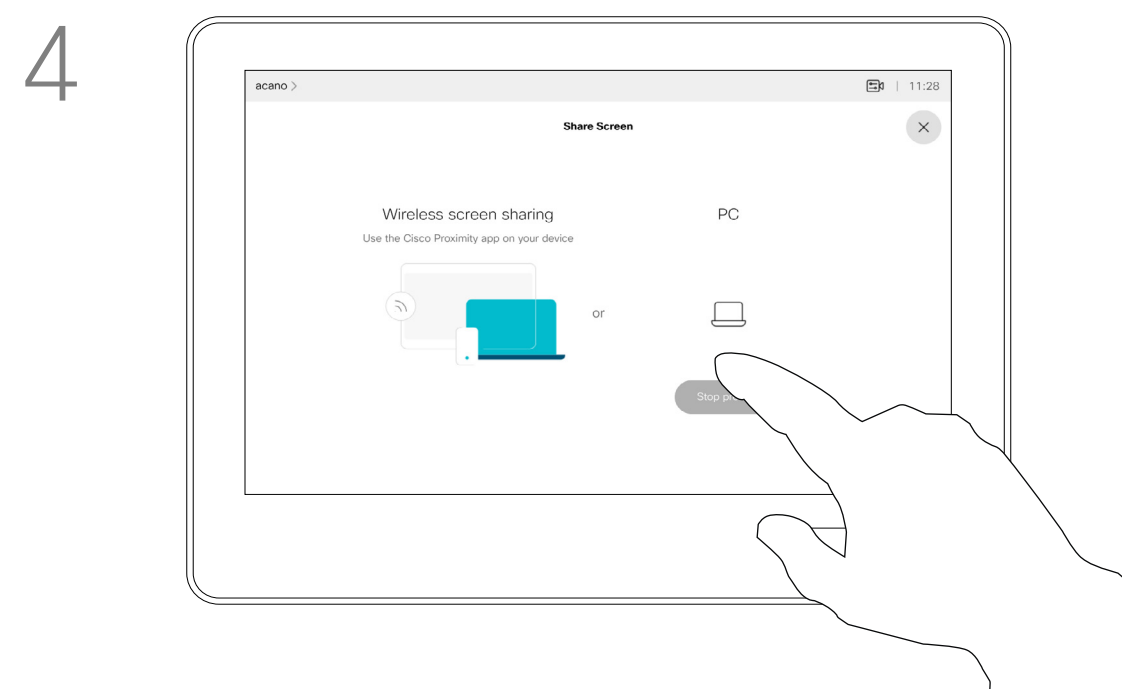 4
acano >
11:28
Share Screen
Wireless screen sharing
Use the Cisco Proximity app on your device
or
PC
Stop